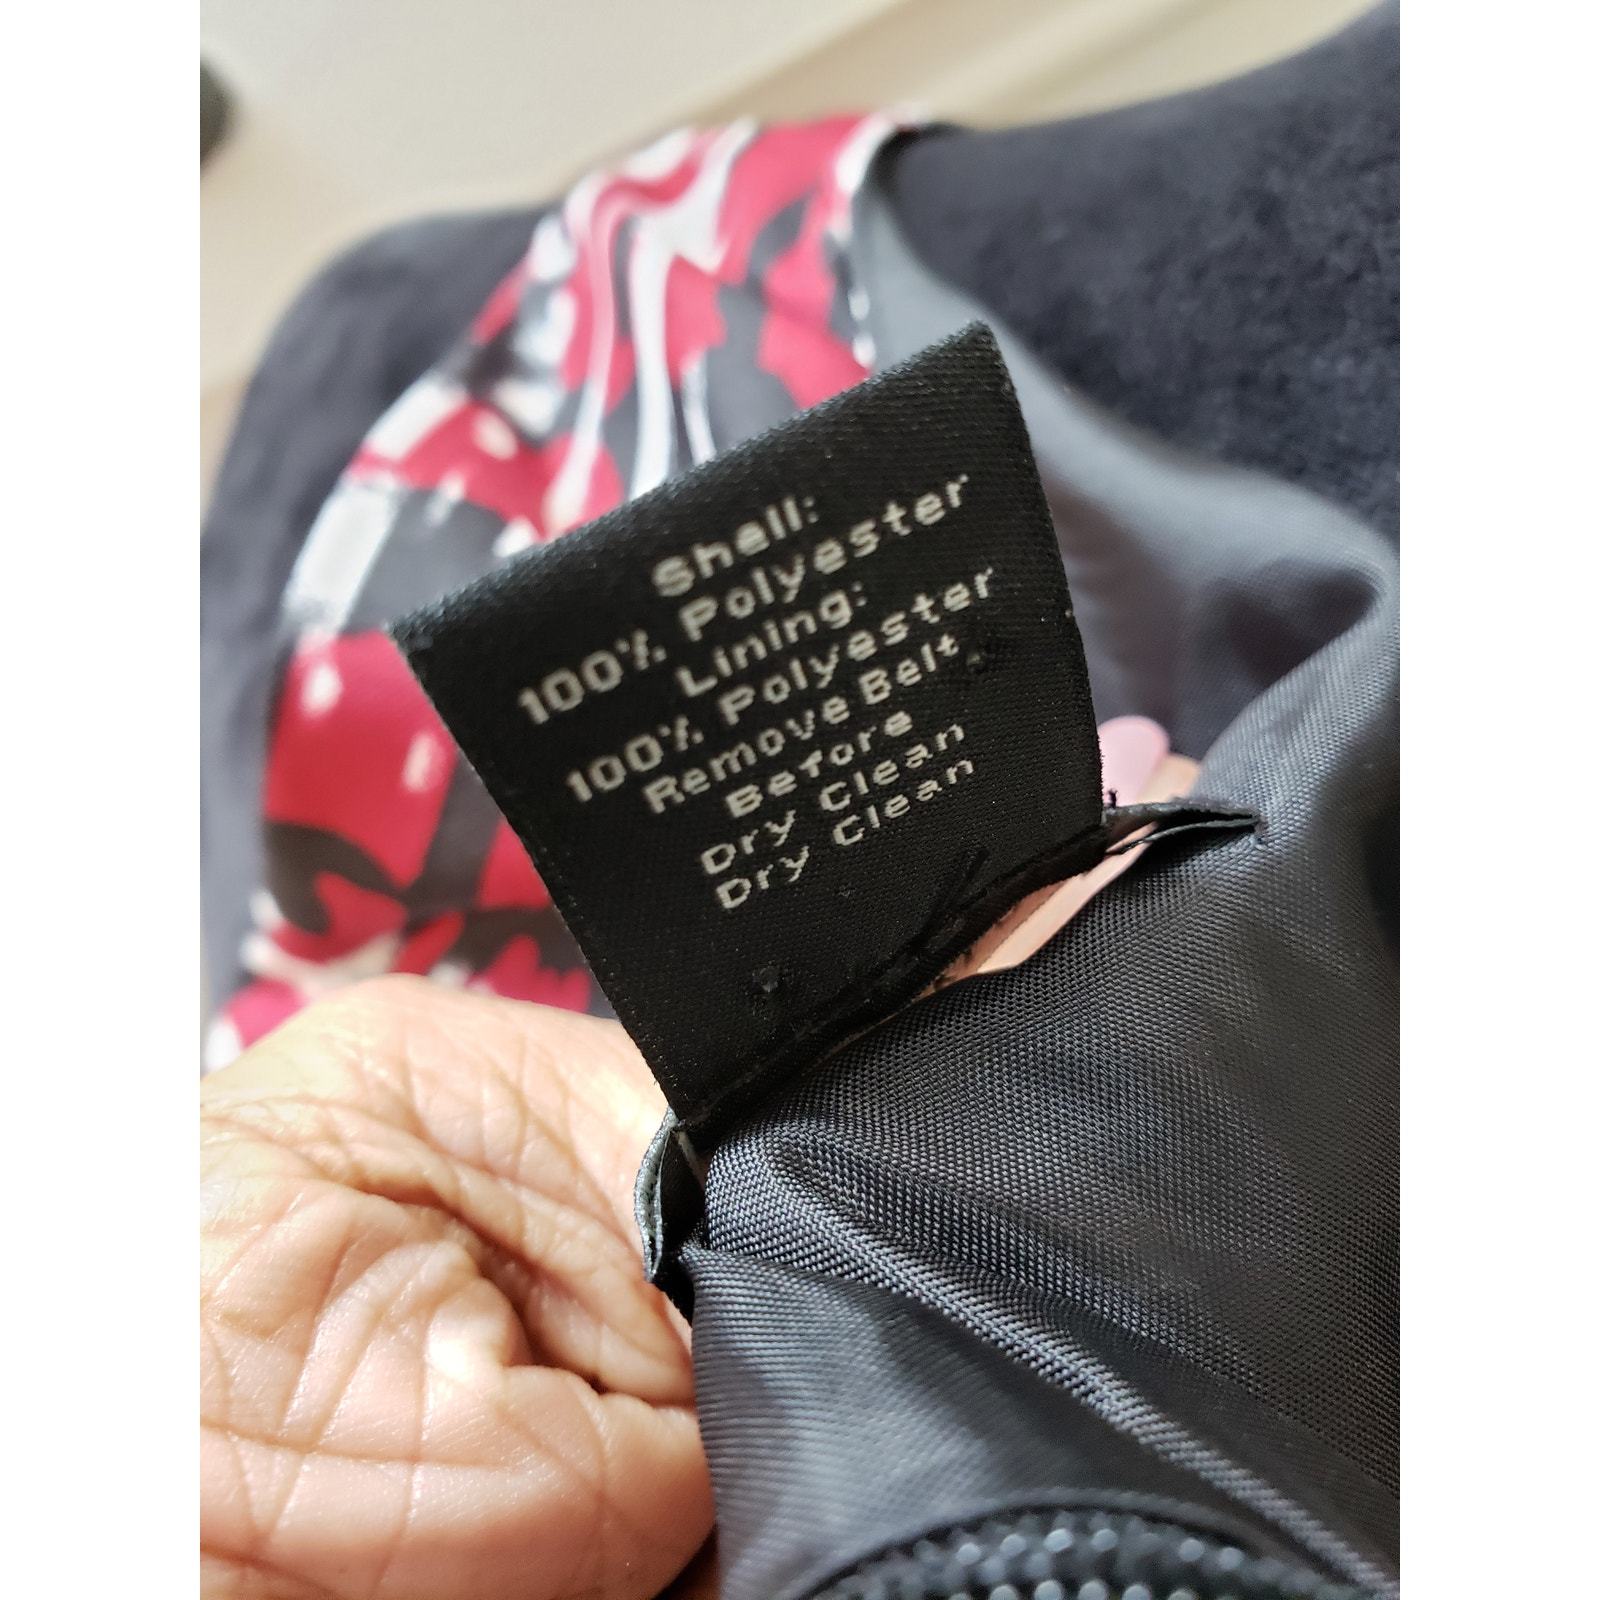 Shell:
100% Polyester
Lining:
100% Polyester
Remove Belt
Before
Dry Clean
Dry Clean